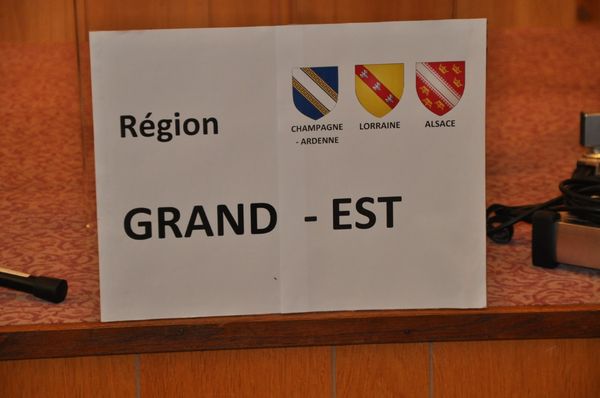 Région
CHAMPAGNE
- ARDENNE
LORRAINE
ALSACE
GRAND - EST